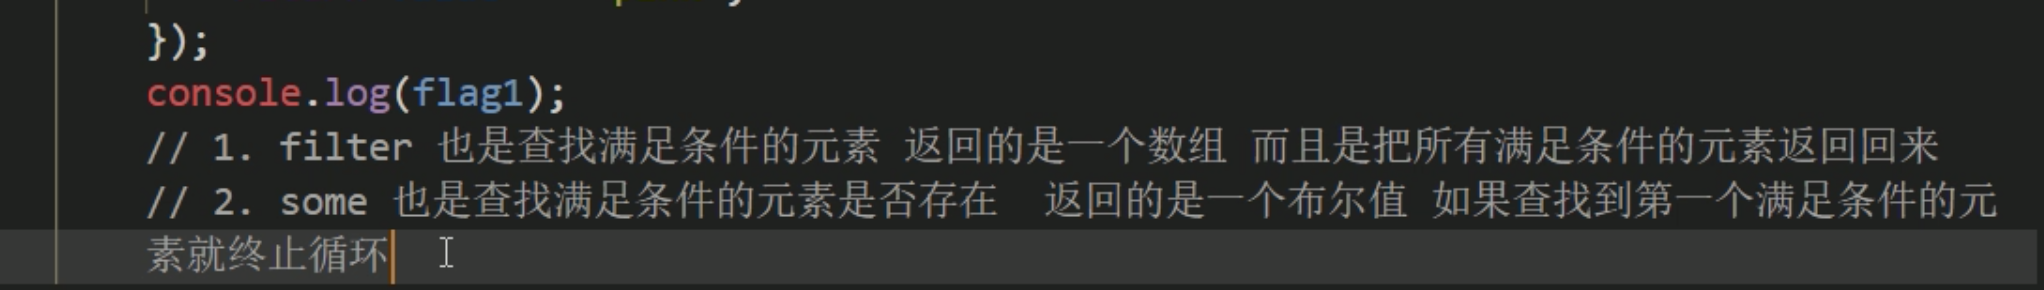 });
console.log(flag1);
// 1. filter 也是查找满足条件的元素 返回的是一个数组 而且是把所有满足条件的元素返回回来
// 2. some 也是查找满足条件的元素是否存在  返回的是一个布尔值 如果查找到第一个满足条件的元
素就终止循环